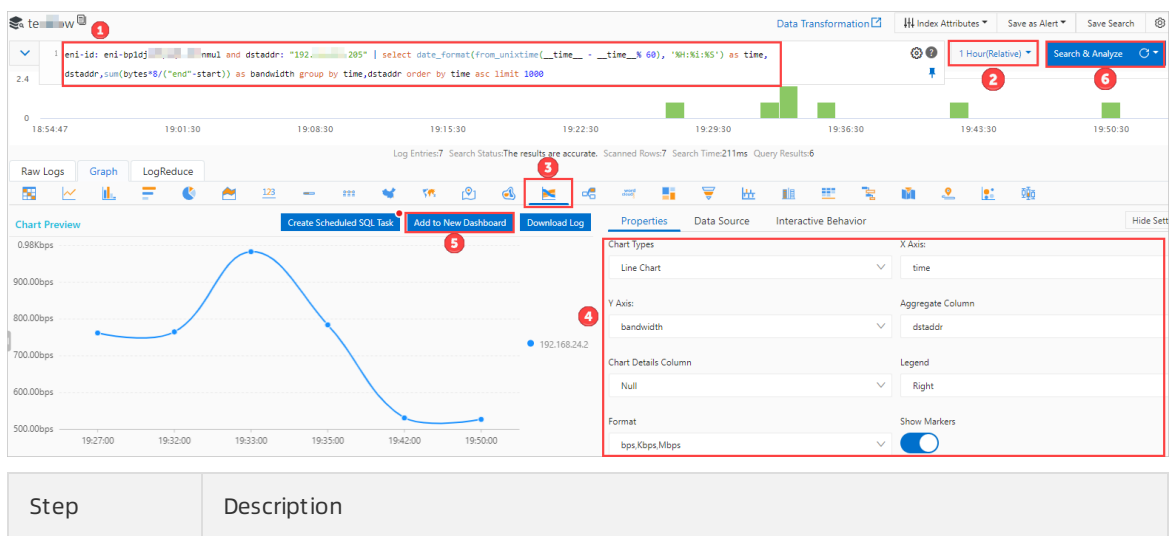 Data Transformation
Index Attributes
Save as Alert
Save Search
1
1 eni-id: eni-bp1dj nmul and dstaddr: "192. 205" | select date_format(from_unixtime(__time__ - __time__% 60), '%H:%i:%S') as time,
dstaddr,sum(bytes*8/("end"-start)) as bandwidth group by time,dstaddr order by time asc limit 1000
1 Hour(Relative)
Search & Analyze
2
6
2.4
0
18:54:47 19:01:30 19:08:30 19:15:30 19:22:30 19:29:30 19:36:30 19:43:30 19:50:30
Log Entries:7 Search Status:The results are accurate. Scanned Rows:7 Search Time:211ms Query Results:6
Raw Logs Graph LogReduce
3
123
Chart Preview
Create Scheduled SQL Task
Add to New Dashboard
Download Log
5
Properties Data Source Interactive Behavior
Hide Sett
0.98Kbps
900.00bps
800.00bps
700.00bps
600.00bps
500.00bps
19:27:00 19:32:00 19:33:00 19:35:00 19:42:00 19:50:00
192.168.24.2
4
Chart Types
Line Chart
X Axis:
time
Y Axis:
bandwidth
Aggregate Column
dstaddr
Chart Details Column
Null
Legend
Right
Format
bps,Kbps,Mbps
Show Markers
Step Description